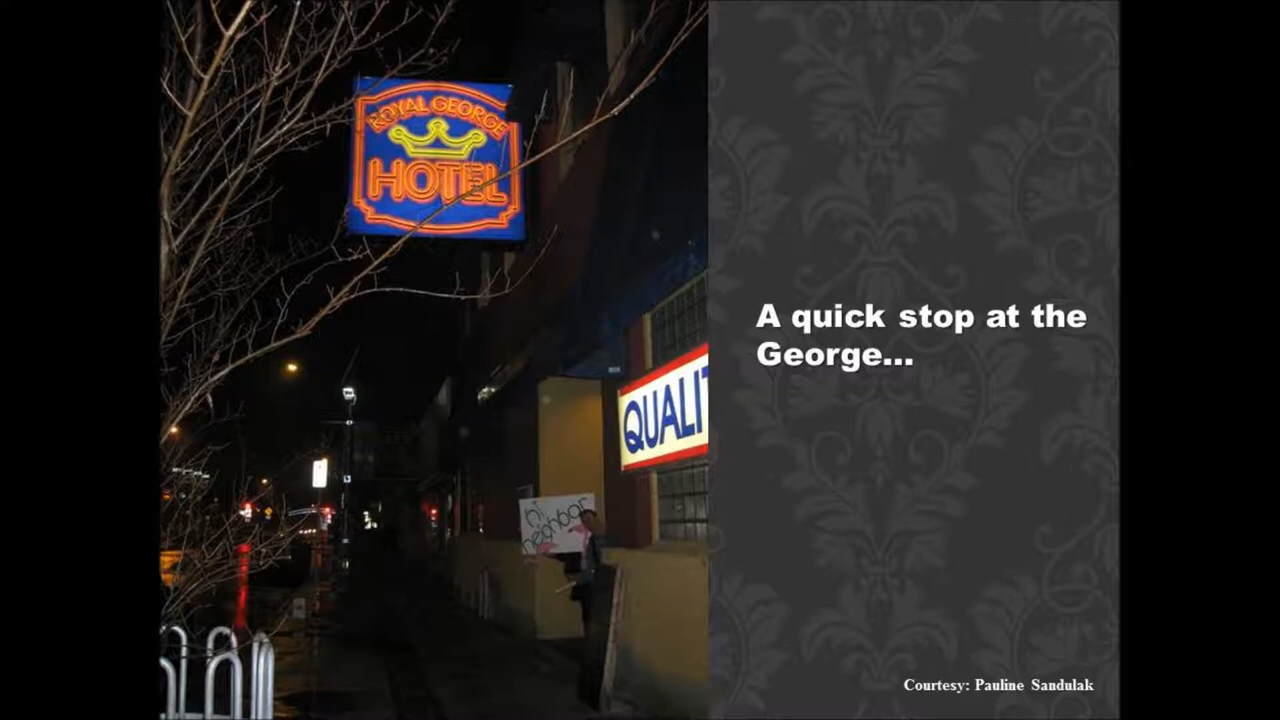 ROYAL GEORGE
HOTEL
QUALI
hi
neighbor
A quick stop at the
George...
Courtesy: Pauline Sandulak